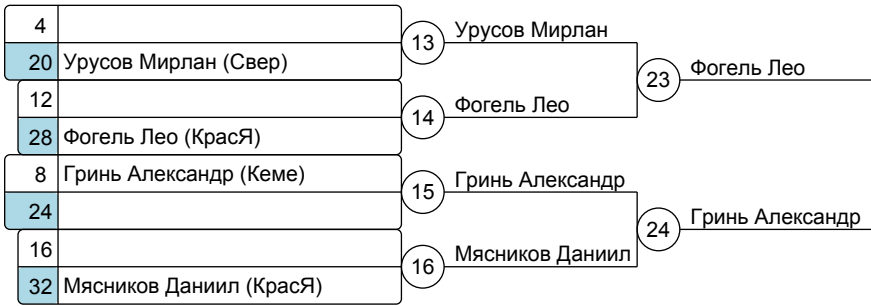 4
20 Урусов Мирлан (Свер)
12
28 Фогель Лео (КрасЯ)
8 Гринь Александр (Кеме)
24
16
32 Мясников Даниил (КрасЯ)
13 Урусов Мирлан
14 Фогель Лео
15 Гринь Александр
16 Мясников Даниил
23 Фогель Лео
24 Гринь Александр